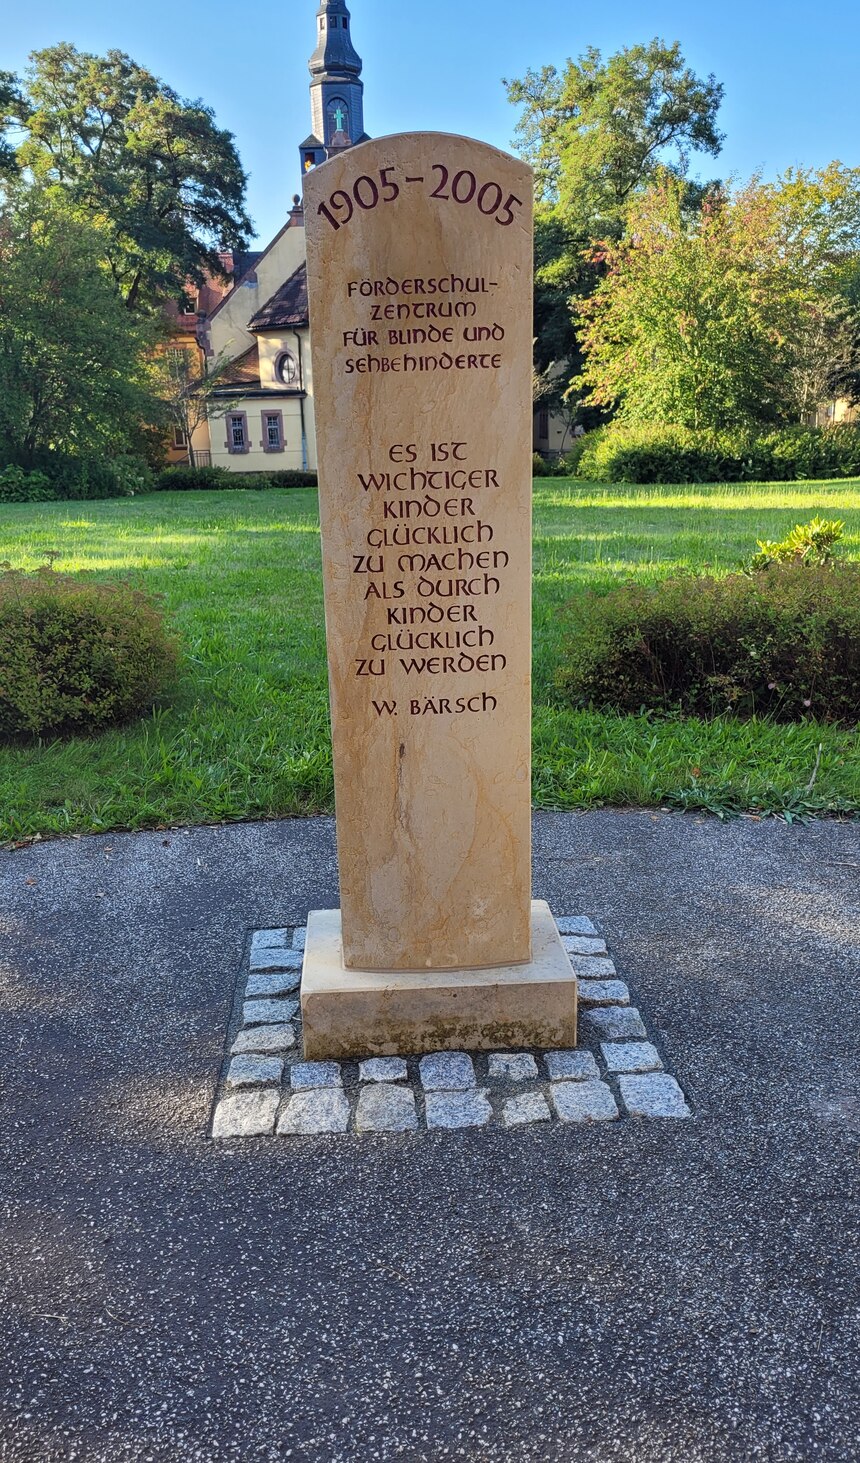 1905-2005
FÖRDERSCHUL-
ZENTRUM
FÜR BLINDE UND
SEHBEHINDERTE
ES IST
WICHTIGER
KINDER
GLÜCKLICH
ZU MACHEN
ALS DURCH
KINDER
GLÜCKLICH
ZU WERDEN
W. BÄRSCH